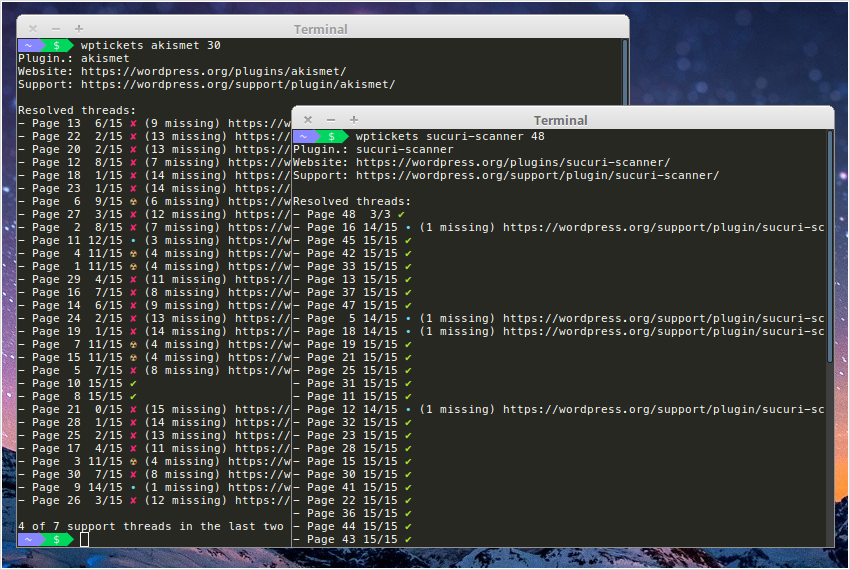 Terminal
~ $ wptickets akismet 30
Plugin.: akismet
Website: https://wordpress.org/plugins/akismet/
Support: https://wordpress.org/support/plugin/akismet/
Resolved threads:
- Page 13  6/15 ✘ (9 missing) https://w
- Page 22  2/15 ✘ (13 missing) https://
- Page 20  2/15 ✘ (13 missing) https://
- Page 12  8/15 ✘ (7 missing) https://w
- Page 18  1/15 ✘ (14 missing) https://
- Page 23  1/15 ✘ (14 missing) https://
- Page  6  9/15 ☢ (6 missing) https://w
- Page 27  3/15 ✘ (12 missing) https://
- Page  2  8/15 ✘ (7 missing) https://w
- Page 11 12/15 • (3 missing) https://w
- Page  4 11/15 ☢ (4 missing) https://w
- Page  1 11/15 ☢ (4 missing) https://w
- Page 29  4/15 ✘ (11 missing) https://
- Page 16  7/15 ✘ (8 missing) https://w
- Page 14  6/15 ✘ (9 missing) https://w
- Page 24  2/15 ✘ (13 missing) https://
- Page 19  1/15 ✘ (14 missing) https://
- Page  7 11/15 ☢ (4 missing) https://w
- Page 15 11/15 ☢ (4 missing) https://w
- Page  5  7/15 ✘ (8 missing) https://w
- Page 10 15/15 ✔
- Page  8 15/15 ✔
- Page 21  0/15 ✘ (15 missing) https://
- Page 28  1/15 ✘ (14 missing) https://
- Page 25  2/15 ✘ (13 missing) https://
- Page 17  4/15 ✘ (11 missing) https://
- Page  3 11/15 ☢ (4 missing) https://w
- Page 30  7/15 ✘ (8 missing) https://w
- Page  9 14/15 • (1 missing) https://w
- Page 26  3/15 ✘ (12 missing) https://
4 of 7 support threads in the last two
~ $
Terminal
~ $ wptickets sucuri-scanner 48
Plugin.: sucuri-scanner
Website: https://wordpress.org/plugins/sucuri-scanner/
Support: https://wordpress.org/support/plugin/sucuri-scanner/
Resolved threads:
- Page 48  3/3 ✔
- Page 16 14/15 • (1 missing) https://wordpress.org/support/plugin/sucuri-sc
- Page 45 15/15 ✔
- Page 42 15/15 ✔
- Page 33 15/15 ✔
- Page 13 15/15 ✔
- Page 37 15/15 ✔
- Page 47 15/15 ✔
- Page  5 14/15 • (1 missing) https://wordpress.org/support/plugin/sucuri-sc
- Page 18 14/15 • (1 missing) https://wordpress.org/support/plugin/sucuri-sc
- Page 19 15/15 ✔
- Page 21 15/15 ✔
- Page 25 15/15 ✔
- Page 31 15/15 ✔
- Page 11 15/15 ✔
- Page 12 14/15 • (1 missing) https://wordpress.org/support/plugin/sucuri-sc
- Page 32 15/15 ✔
- Page 23 15/15 ✔
- Page 28 15/15 ✔
- Page 15 15/15 ✔
- Page 30 15/15 ✔
- Page 41 15/15 ✔
- Page 22 15/15 ✔
- Page 36 15/15 ✔
- Page 44 15/15 ✔
- Page 43 15/15 ✔